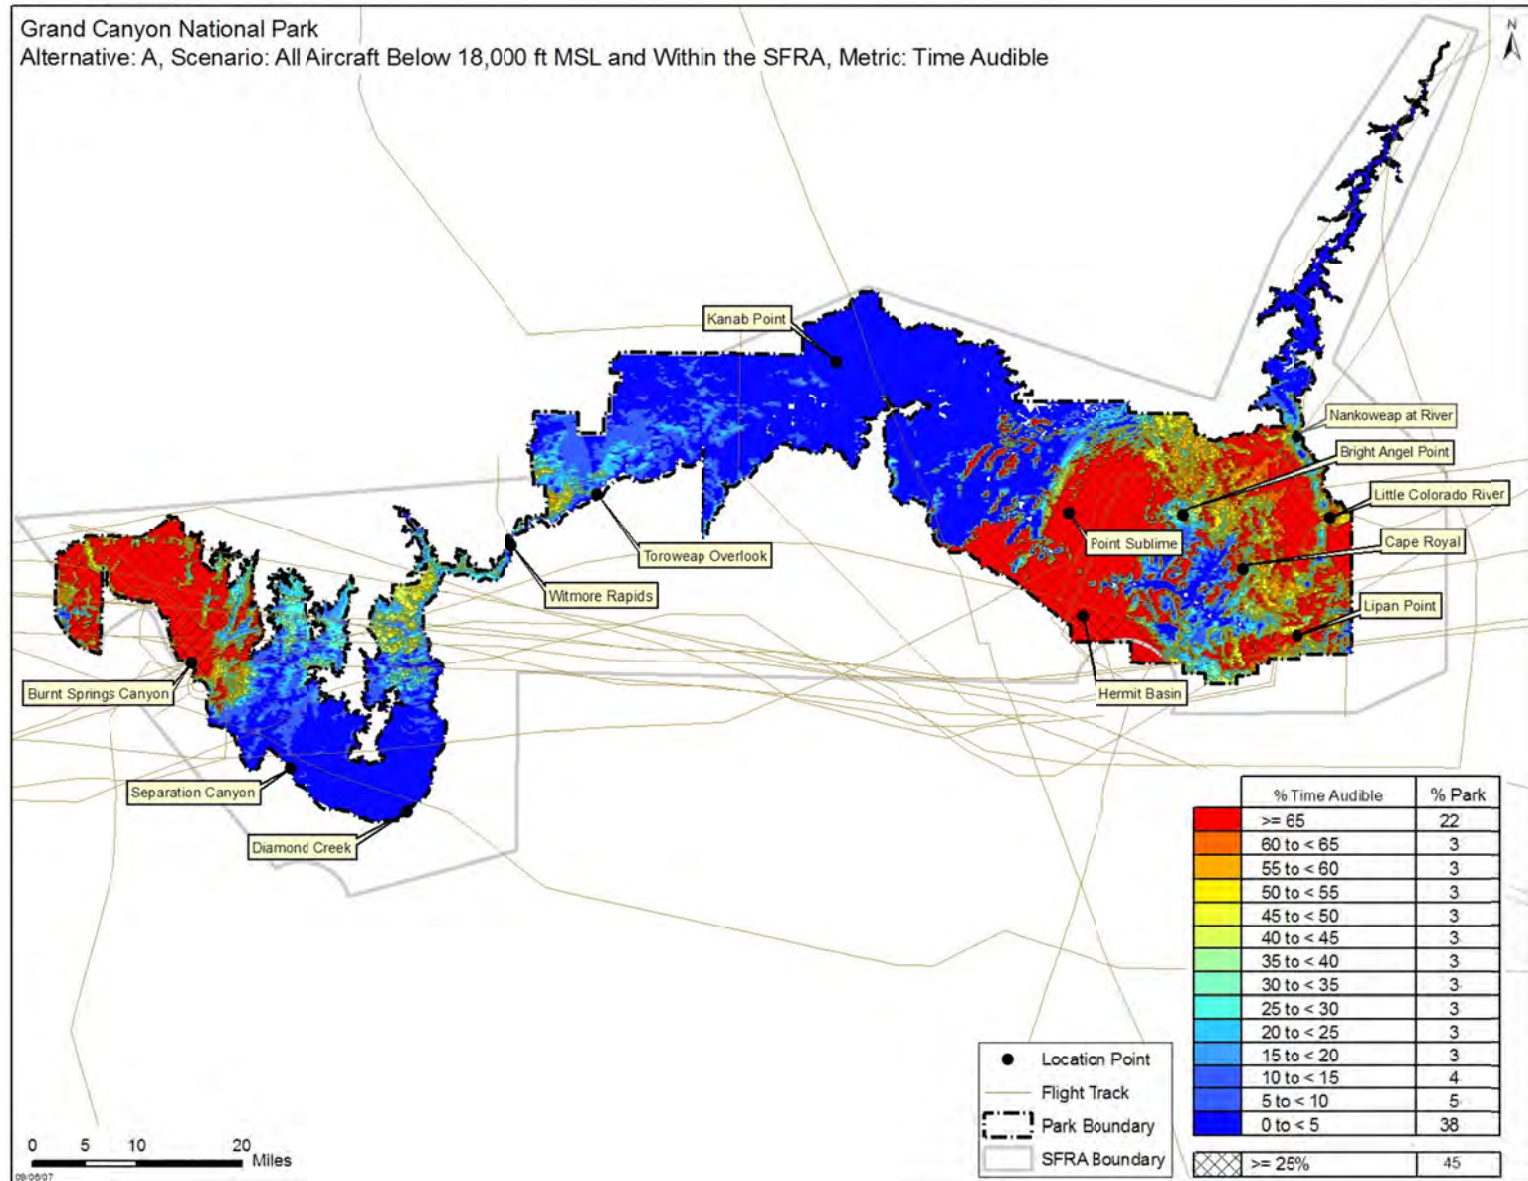 Grand Canyon National Park
Alternative: A, Scenario: All Aircraft Below 18,000 ft MSL and Within the SFRA, Metric: Time Audible
N
Kanab Point
Nankoweap at River
Bright Angel Point
Little Colorado River
Point Sublime
Cape Royal
Toroweap Overlook
Witmore Rapids
Lipan Point
Burnt Springs Canyon
Hermit Basin
Separation Canyon
Diamond Creek
% Time Audible % Park
>= 65 22
60 to < 65 3
55 to < 60 3
50 to < 55 3
45 to < 50 3
40 to < 45 3
35 to < 40 3
30 to < 35 3
25 to < 30 3
20 to < 25 3
15 to < 20 3
10 to < 15 4
5 to < 10 5
0 to < 5 38
>= 25% 45
Location Point
Flight Track
Park Boundary
SFRA Boundary
0 5 10 20
Miles
09/06/07